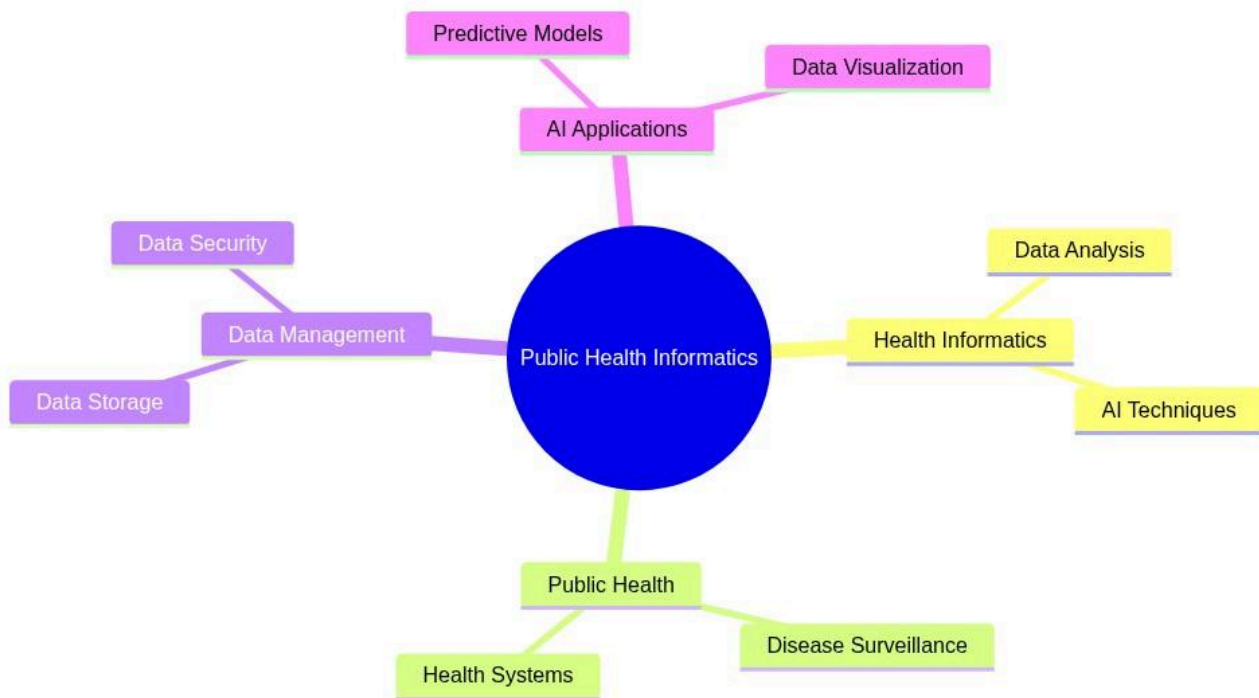 Predictive Models
Data Visualization
AI Applications
Data Security
Data Analysis
Data Management
Health Informatics
Public Health Informatics
Data Storage
AI Techniques
Public Health
Disease Surveillance
Health Systems